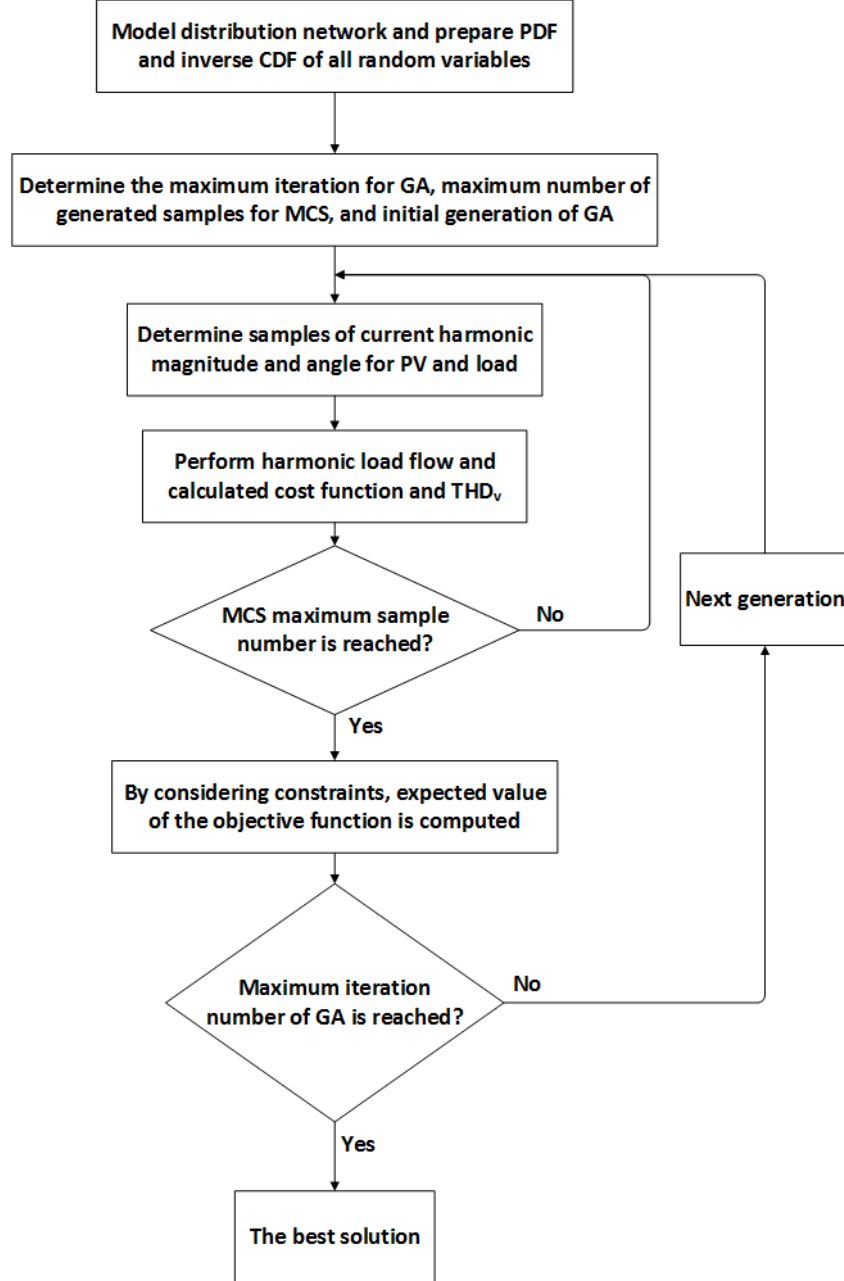 Model distribution network and prepare PDF
and inverse CDF of all random variables
Determine the maximum iteration for GA, maximum number of
generated samples for MCS, and initial generation of GA
Determine samples of current harmonic
magnitude and angle for PV and load
Perform harmonic load flow and
calculated cost function and THDᵥ
MCS maximum sample
number is reached?
No
Next generation
Yes
By considering constraints, expected value
of the objective function is computed
Maximum iteration
number of GA is reached?
No
Yes
The best solution